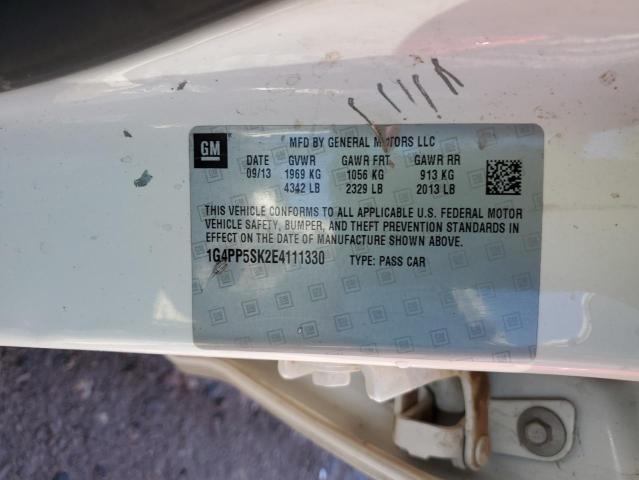 GM
MFD BY GENERAL MOTORS LLC
DATE GVWR GAWR FRT GAWR RR
09/13 1969 KG 1056 KG 913 KG
4342 LB 2329 LB 2013 LB
THIS VEHICLE CONFORMS TO ALL APPLICABLE U.S. FEDERAL MOTOR
VEHICLE SAFETY, BUMPER, AND THEFT PREVENTION STANDARDS IN
EFFECT ON THE DATE OF MANUFACTURE SHOWN ABOVE.
1G4PP5SK2E4111330 TYPE: PASS CAR